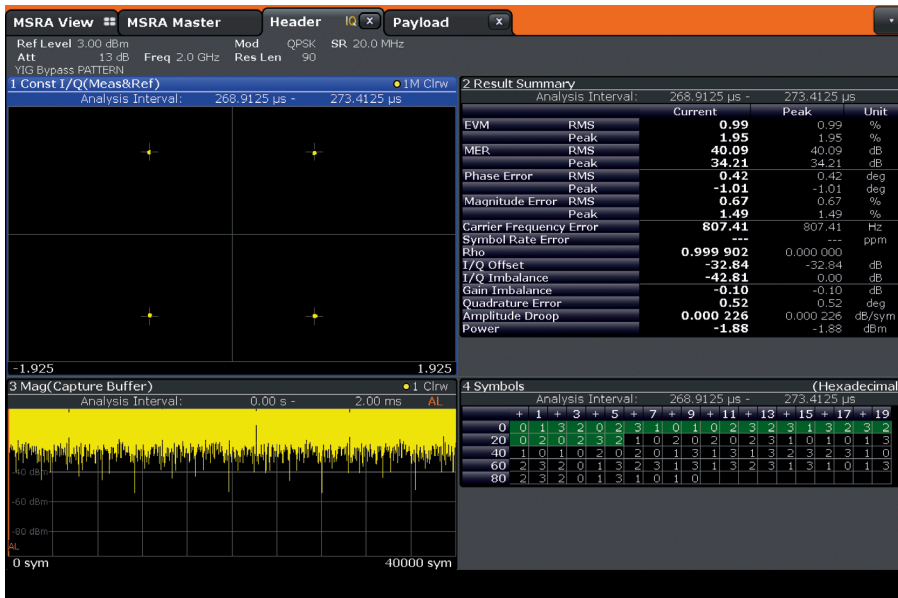 MSRA View MSRA Master Header IQ x Payload x
Ref Level 3.00 dBm Mod QPSK SR 20.0 MHz
Att 13 dB Freq 2.0 GHz Res Len 90
YIG Bypass PATTERN
1 Const I/Q(Meas&Ref) 1M Clrw
Analysis Interval: 268.9125 µs - 273.4125 µs
-1.925 1.925
2 Result Summary
Analysis Interval: 268.9125 µs - 273.4125 µs
Current Peak Unit
EVM RMS 0.99 0.99 %
Peak 1.95 1.95 %
MER RMS 40.09 40.09 dB
Peak 34.21 34.21 dB
Phase Error RMS 0.42 0.42 deg
Peak -1.01 -1.01 deg
Magnitude Error RMS 0.67 0.67 %
Peak 1.49 1.49 %
Carrier Frequency Error 807.41 807.41 Hz
Symbol Rate Error --- --- ppm
Rho 0.999 902 0.000 000
I/Q Offset -32.84 -32.84 dB
I/Q Imbalance -42.81 0.00 dB
Gain Imbalance -0.10 -0.10 dB
Quadrature Error 0.52 0.52 deg
Amplitude Droop 0.000 226 0.000 226 dB/sym
Power -1.88 -1.88 dBm
3 Mag(Capture Buffer) 1 Clrw
Analysis Interval: 0.00 s - 2.00 ms AL
-40 dBm
-60 dBm
-80 dBm
AL
0 sym 40000 sym
4 Symbols (Hexadecimal
Analysis Interval: 268.9125 µs - 273.4125 µs
+ 1 + 3 + 5 + 7 + 9 + 11 + 13 + 15 + 17 + 19
0 0 1 3 2 0 2 3 1 0 1 0 2 3 2 3 1 3 2 3 2
20 0 2 0 2 3 2 1 0 2 0 2 0 2 3 1 0 1 0 1 3
40 1 0 1 0 2 0 2 0 1 3 1 3 1 3 2 3 2 3 1 0
60 2 3 2 0 1 3 2 3 1 3 1 3 2 3 1 3 1 0 1 3
80 2 3 2 0 1 3 1 0 1 0